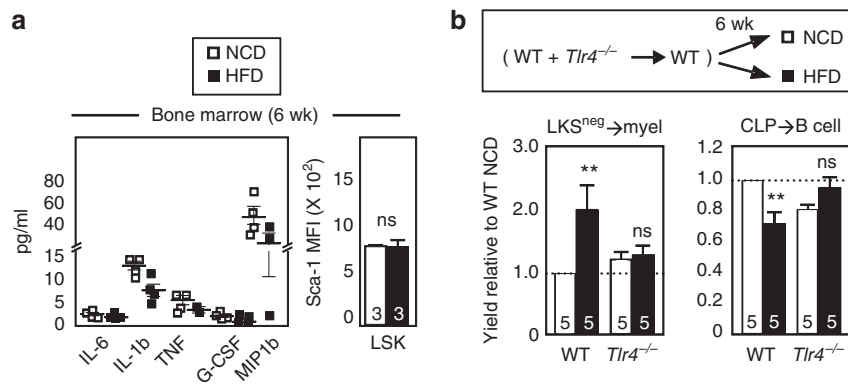 a
NCD
HFD
Bone marrow (6 wk)
pg/ml
80
60
40
20
15
10
5
0
IL-6
IL-1b
TNF
G-CSF
MIP1b
Sca-1 MFI (X 10²)
15
10
5
0
ns
3
3
LSK
b
( WT + Tlr4⁻/⁻ WT )
6 wk
NCD
HFD
Yield relative to WT NCD
LKSⁿᵉᵍ→myel
3.0
2.0
1.0
0.0
**
ns
5
5
5
5
WT
Tlr4⁻/⁻
CLP→B cell
1.2
1.0
0.8
0.6
0.4
0.2
0.0
**
ns
5
5
5
5
WT
Tlr4⁻/⁻